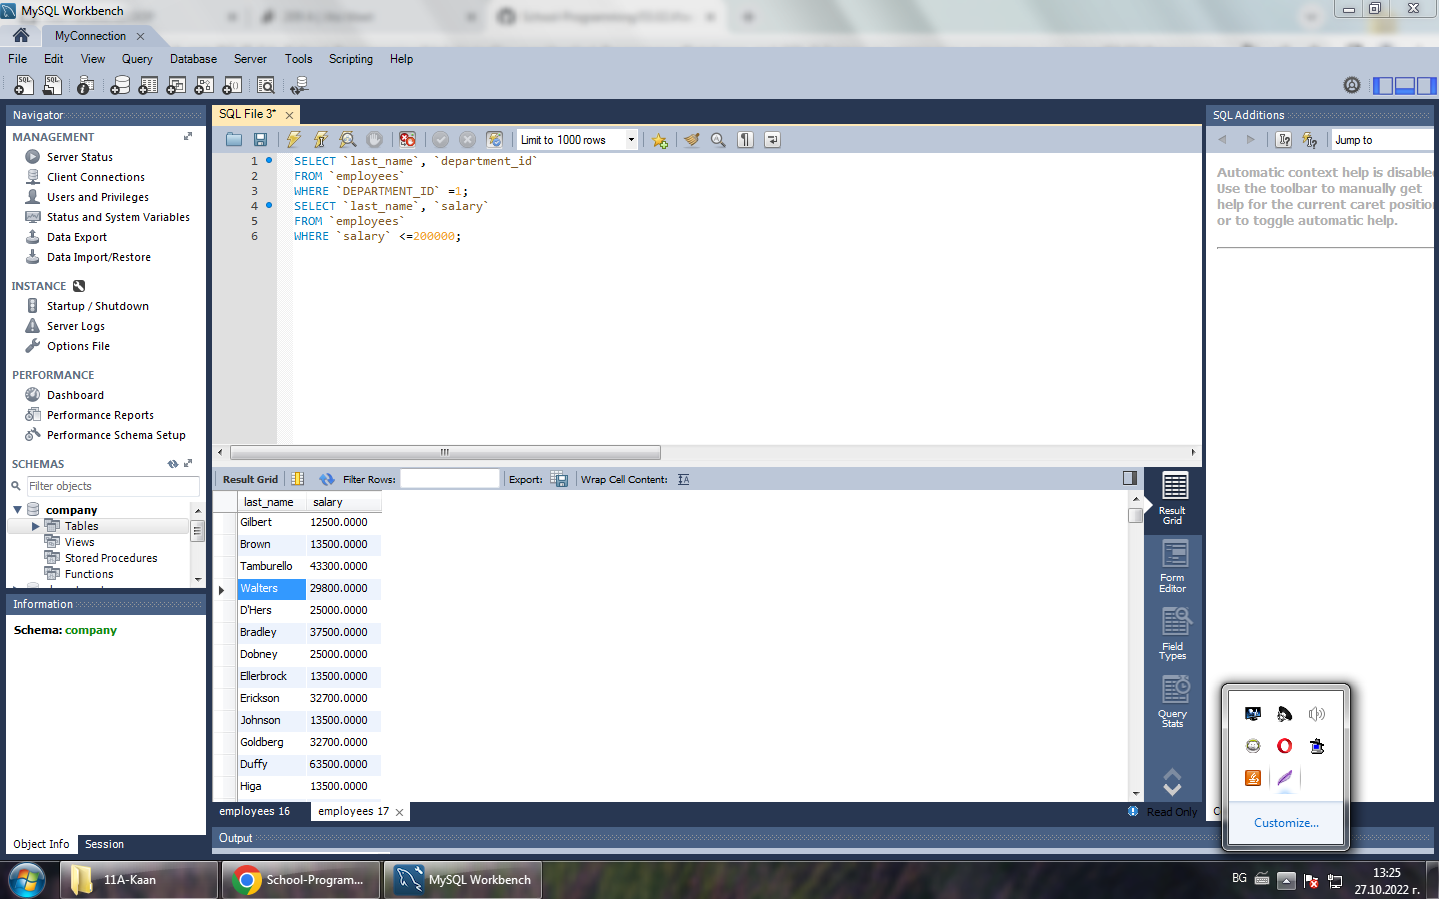 MySQL Workbench
MyConnection
File Edit View Query Database Server Tools Scripting Help
Navigator
MANAGEMENT
Server Status
Client Connections
Users and Privileges
Status and System Variables
Data Export
Data Import/Restore
INSTANCE
Startup / Shutdown
Server Logs
Options File
PERFORMANCE
Dashboard
Performance Reports
Performance Schema Setup
SCHEMAS
Filter objects
company
Tables
Views
Stored Procedures
Functions
Information
Schema: company
Object Info Session
SQL File 3*
Limit to 1000 rows
1 SELECT `last_name`, `department_id`
2 FROM `employees`
3 WHERE `DEPARTMENT_ID` =1;
4 SELECT `last_name`, `salary`
5 FROM `employees`
6 WHERE `salary` <=200000;
Result Grid Filter Rows: Export: Wrap Cell Content:
last_name salary
Gilbert 12500.0000
Brown 13500.0000
Tamburello 43300.0000
Walters 29800.0000
D'Hers 25000.0000
Bradley 37500.0000
Dobney 25000.0000
Ellerbrock 13500.0000
Erickson 32700.0000
Johnson 13500.0000
Goldberg 32700.0000
Duffy 63500.0000
Higa 13500.0000
Result
Grid
Form
Editor
Field
Types
Query
Stats
employees 16 employees 17 Read Only
Output
SQL Additions
Jump to
Automatic context help is disabled
Use the toolbar to manually get
help for the current caret position
or to toggle automatic help.
Customize...
11A-Kaan School-Program... MySQL Workbench
BG
13:25
27.10.2022 г.